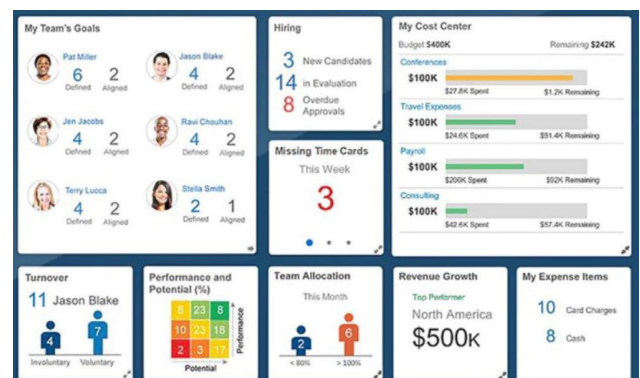 My Team's Goals
Pat Miller
6 2
Defined Aligned
Jason Blake
4 2
Defined Aligned
Jen Jacobs
4 2
Defined Aligned
Ravi Chouhan
4 2
Defined Aligned
Terry Lucca
4 2
Defined Aligned
Stella Smith
2 1
Defined Aligned
Hiring
3 New Candidates
14 in Evaluation
8 Overdue
Approvals
Missing Time Cards
This Week
3
My Cost Center
Budget $400K Remaining $242K
Conferences
$100K
$27.8K Spent $1.2K Remaining
Travel Expenses
$100K
$24.6K Spent $91.4K Remaining
Payroll
$100K
$206K Spent $92K Remaining
Consulting
$100K
$42.6K Spent $57.4K Remaining
Turnover
11 Jason Blake
4 7
Involuntary Voluntary
Performance and
Potential (%)
23 8
10 23 18
2 3 17
Performance
Potential
Team Allocation
This Month
2 6
< 80% > 100%
Revenue Growth
Top Performer
North America
$500K
My Expense Items
10 Card Charges
8 Cash